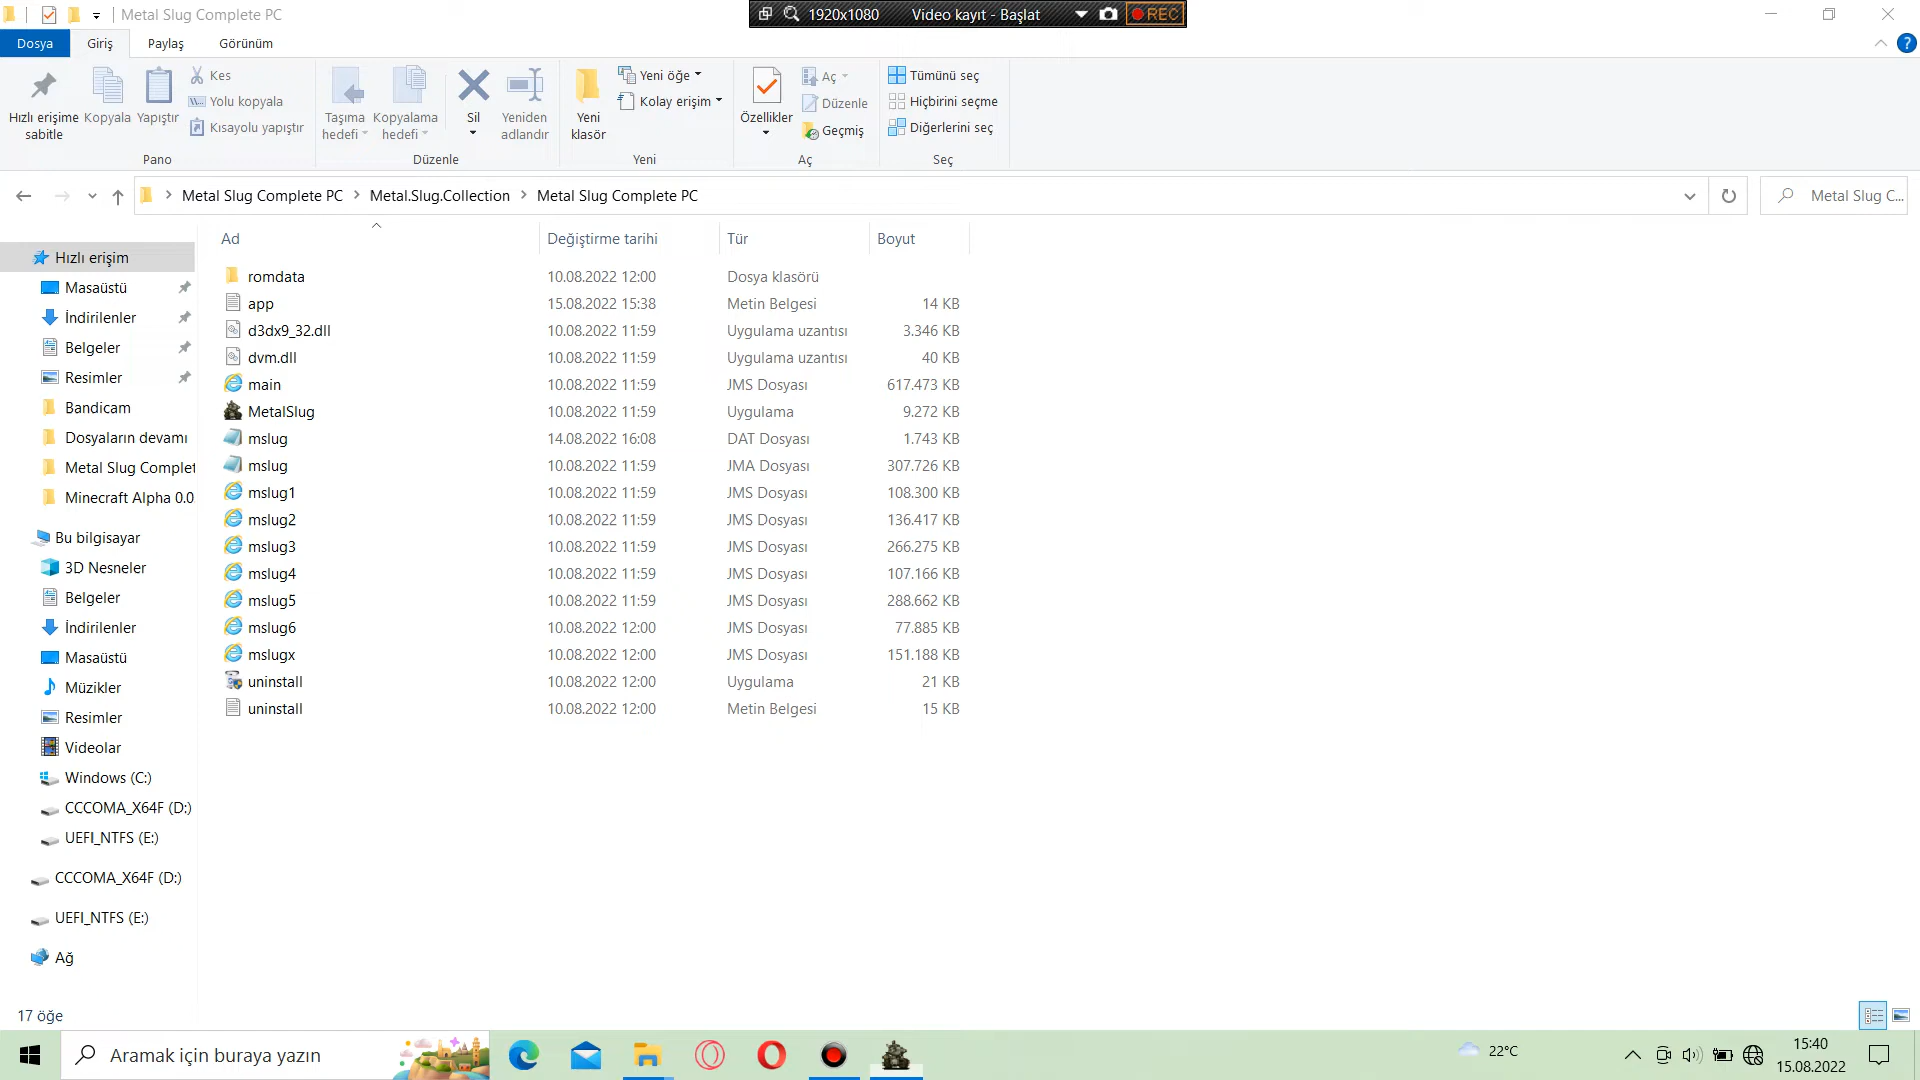 Metal Slug Complete PC
1920x1080 Video kayıt - Başlat REC
Dosya Giriş Paylaş Görünüm
Hızlı erişime sabitle
Kopyala
Yapıştır
Kes
Yolu kopyala
Kısayolu yapıştır
Pano
Taşıma hedefi
Kopyalama hedefi
Sil
Yeniden adlandır
Düzenle
Yeni klasör
Yeni öğe
Kolay erişim
Yeni
Özellikler
Aç
Düzenle
Geçmiş
Aç
Tümünü seç
Hiçbirini seçme
Diğerlerini seç
Seç
Metal Slug Complete PC > Metal.Slug.Collection > Metal Slug Complete PC
Metal Slug C...
Hızlı erişim
Masaüstü
İndirilenler
Belgeler
Resimler
Bandicam
Dosyaların devamı
Metal Slug Complet
Minecraft Alpha 0.0
Bu bilgisayar
3D Nesneler
Belgeler
İndirilenler
Masaüstü
Müzikler
Resimler
Videolar
Windows (C:)
CCCOMA_X64F (D:)
UEFI_NTFS (E:)
CCCOMA_X64F (D:)
UEFI_NTFS (E:)
Ağ
Ad Değiştirme tarihi Tür Boyut
romdata 10.08.2022 12:00 Dosya klasörü
app 15.08.2022 15:38 Metin Belgesi 14 KB
d3dx9_32.dll 10.08.2022 11:59 Uygulama uzantısı 3.346 KB
dvm.dll 10.08.2022 11:59 Uygulama uzantısı 40 KB
main 10.08.2022 11:59 JMS Dosyası 617.473 KB
MetalSlug 10.08.2022 11:59 Uygulama 9.272 KB
mslug 14.08.2022 16:08 DAT Dosyası 1.743 KB
mslug 10.08.2022 11:59 JMA Dosyası 307.726 KB
mslug1 10.08.2022 11:59 JMS Dosyası 108.300 KB
mslug2 10.08.2022 11:59 JMS Dosyası 136.417 KB
mslug3 10.08.2022 11:59 JMS Dosyası 266.275 KB
mslug4 10.08.2022 11:59 JMS Dosyası 107.166 KB
mslug5 10.08.2022 11:59 JMS Dosyası 288.662 KB
mslug6 10.08.2022 12:00 JMS Dosyası 77.885 KB
mslugx 10.08.2022 12:00 JMS Dosyası 151.188 KB
uninstall 10.08.2022 12:00 Uygulama 21 KB
uninstall 10.08.2022 12:00 Metin Belgesi 15 KB
17 öğe
Aramak için buraya yazın
22°C
15:40
15.08.2022